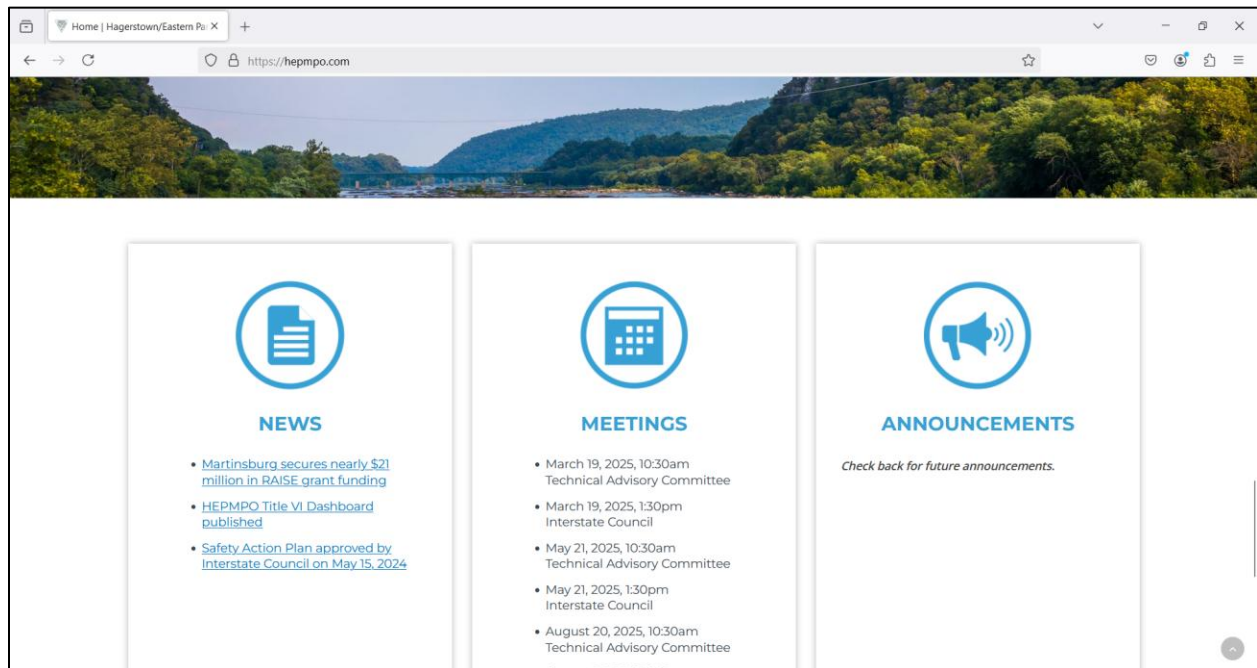 Home | Hagerstown/Eastern Pa
https://hepmpo.com
NEWS
• Martinsburg secures nearly $21
million in RAISE grant funding
• HEPMPO Title VI Dashboard
published
• Safety Action Plan approved by
Interstate Council on May 15, 2024
MEETINGS
• March 19, 2025, 10:30am
Technical Advisory Committee
• March 19, 2025, 1:30pm
Interstate Council
• May 21, 2025, 10:30am
Technical Advisory Committee
• May 21, 2025, 1:30pm
Interstate Council
• August 20, 2025, 10:30am
Technical Advisory Committee
ANNOUNCEMENTS
Check back for future announcements.